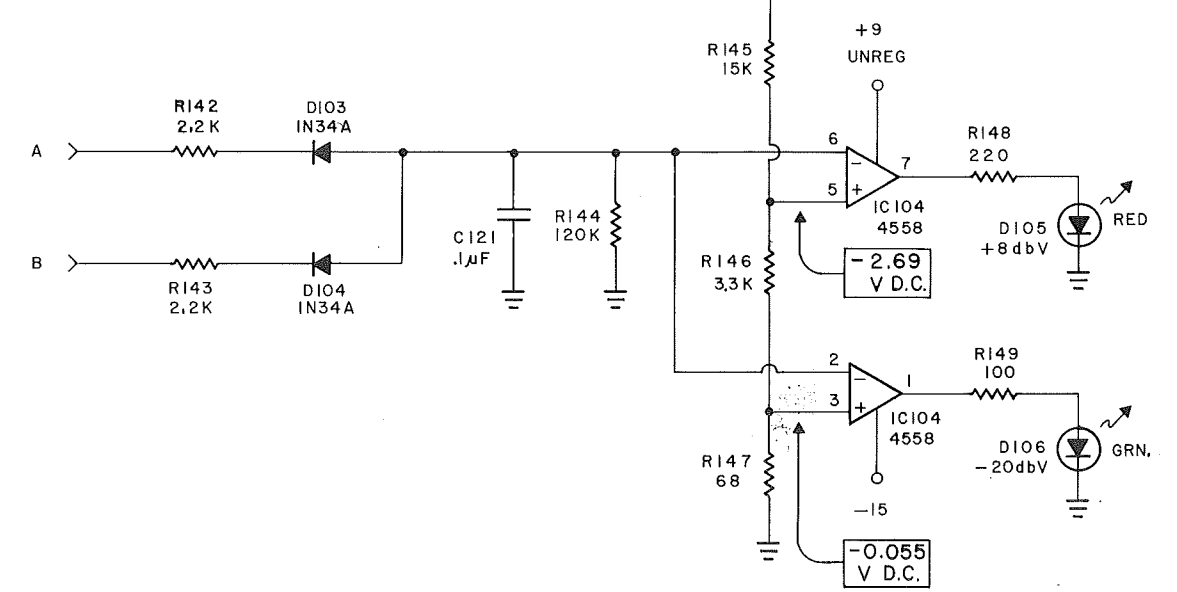 R145
15K
+9
UNREG
R142
2.2K
D103
1N34A
A
6
−
7
R148
220
5
+
IC104
4558
D105
+8dbV
RED
C121
.1µF
R144
120K
B
R143
2.2K
D104
1N34A
R146
3.3K
-2.69
V D.C.
2
−
1
R149
100
3
+
IC104
4558
D106
-20dbV
GRN.
R147
68
-15
-0.055
V D.C.